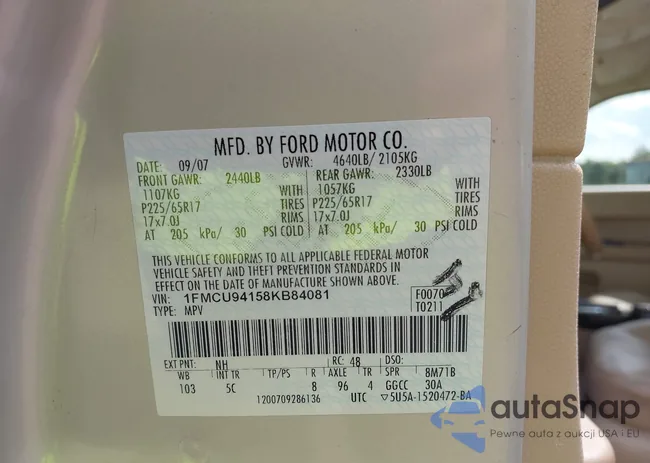 MFD. BY FORD MOTOR CO.
DATE: 09/07 GVWR: 4640LB/ 2105KG
FRONT GAWR: 2440LB REAR GAWR: 2330LB
1107KG WITH 1057KG WITH
P225/65R17 TIRES P225/65R17 TIRES
17x7.0J RIMS 17x7.0J RIMS
AT 205 kPa/ 30 PSI COLD AT 205 kPa/ 30 PSI COLD
THIS VEHICLE CONFORMS TO ALL APPLICABLE FEDERAL MOTOR
VEHICLE SAFETY AND THEFT PREVENTION STANDARDS IN
EFFECT ON THE DATE OF MANUFACTURE SHOWN ABOVE.
VIN: 1FMCU94158KB84081 F0070
TYPE: MPV T0211
EXT PNT: NH RC: 48 DSO:
WB INT TR TP/PS R AXLE TR SPR 8M71B
103 5C 8 96 4 GGCC 30A
1200709286136 UTC ▽5U5A-1520472-BA
autaSnap
Pewne auta z aukcji USA i EU